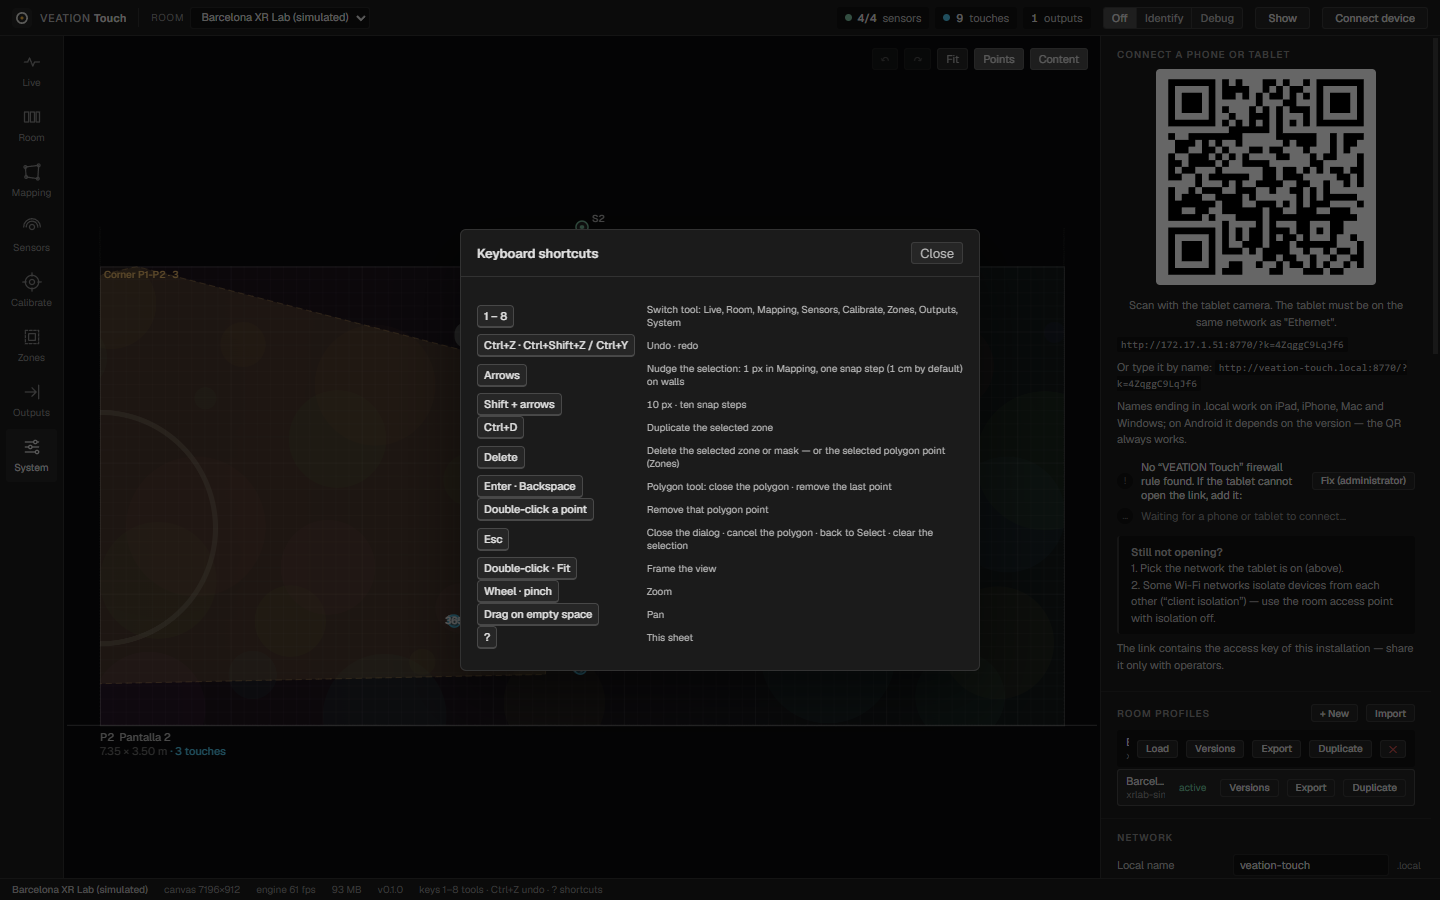 VEATION Touch
ROOM
Barcelona XR Lab (simulated)
4/4 sensors
9 touches
1 outputs
Off
Identify
Debug
Show
Connect device
Live
Room
Mapping
Sensors
Calibrate
Zones
Outputs
System
Fit
Points
Content
S2
Corner P1-P2 · 3
P2 Pantalla 2
7.35 × 3.50 m · 3 touches
Keyboard shortcuts
Close
1 – 8
Switch tool: Live, Room, Mapping, Sensors, Calibrate, Zones, Outputs,
System
Ctrl+Z · Ctrl+Shift+Z / Ctrl+Y
Undo · redo
Arrows
Nudge the selection: 1 px in Mapping, one snap step (1 cm by default)
on walls
Shift + arrows
10 px · ten snap steps
Ctrl+D
Duplicate the selected zone
Delete
Delete the selected zone or mask — or the selected polygon point
(Zones)
Enter · Backspace
Polygon tool: close the polygon · remove the last point
Double-click a point
Remove that polygon point
Esc
Close the dialog · cancel the polygon · back to Select · clear the
selection
Double-click · Fit
Frame the view
Wheel · pinch
Zoom
Drag on empty space
Pan
?
This sheet
CONNECT A PHONE OR TABLET
Scan with the tablet camera. The tablet must be on the
same network as "Ethernet".
http://172.17.1.51:8770/?k=4ZqggC9LqJf6
Or type it by name: http://veation-touch.local:8770/?
k=4ZqggC9LqJf6
Names ending in .local work on iPad, iPhone, Mac and
Windows; on Android it depends on the version — the QR
always works.
!
No “VEATION Touch” firewall
rule found. If the tablet cannot
open the link, add it:
Fix (administrator)
Waiting for a phone or tablet to connect…
Still not opening?
1. Pick the network the tablet is on (above).
2. Some Wi-Fi networks isolate devices from each
other (“client isolation”) — use the room access point
with isolation off.
The link contains the access key of this installation — share
it only with operators.
ROOM PROFILES
+ New
Import
Load
Versions
Export
Duplicate
Barcel…
xrlab-sim
active
Versions
Export
Duplicate
NETWORK
Local name
veation-touch
.local
Barcelona XR Lab (simulated)
canvas 7196×912
engine 61 fps
93 MB
v0.1.0
keys 1–8 tools · Ctrl+Z undo · ? shortcuts